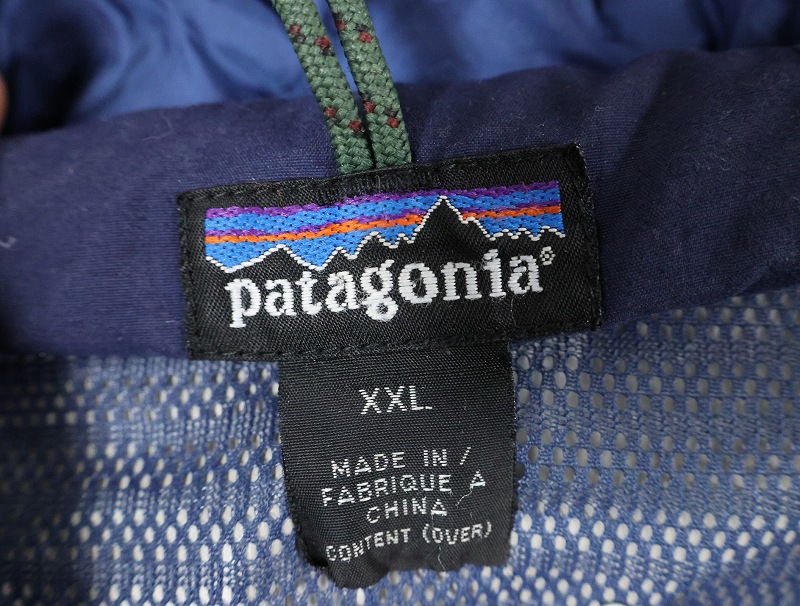 patagonia®
XXL
MADE IN /
FABRIQUE A
CHINA
CONTENT (OVER)